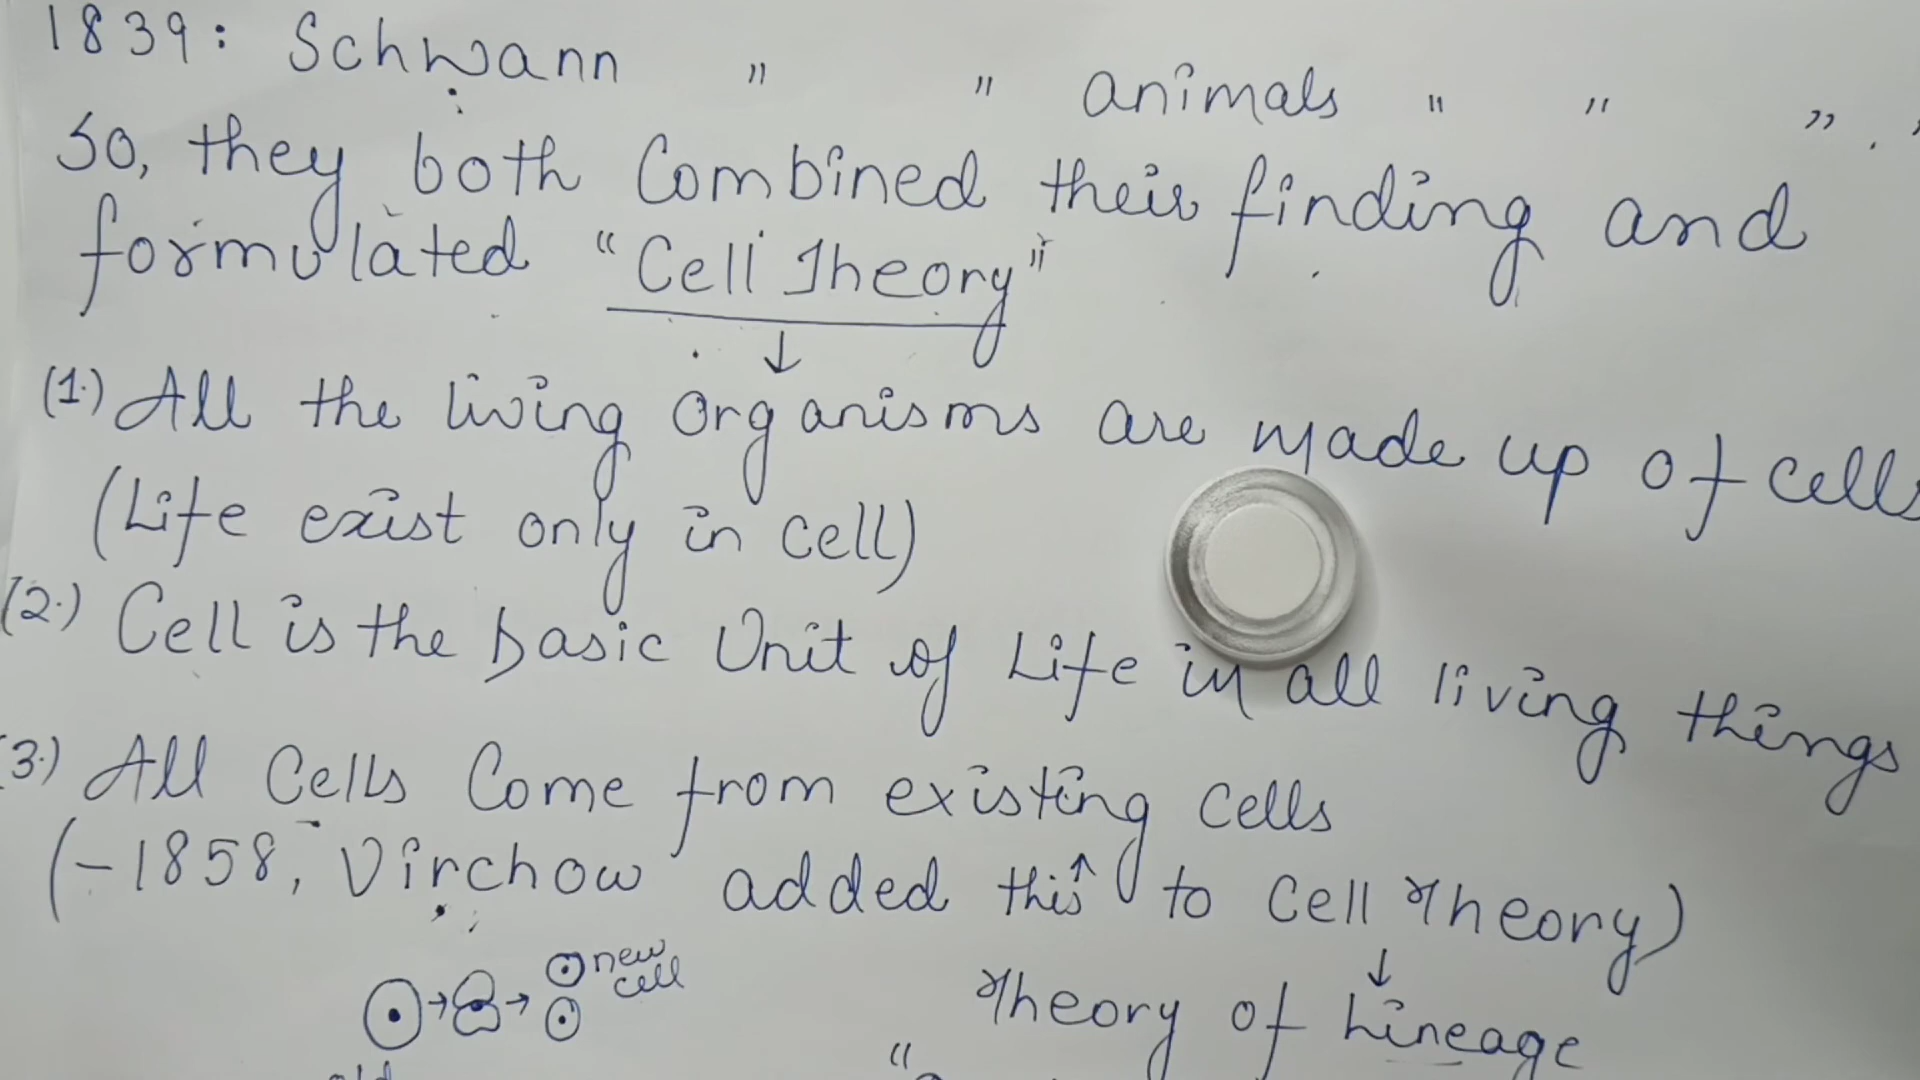 1839: Schwann " " animals " " ".
So, they both Combined their finding and
formulated "Cell Theory"
(1.) All the living organisms are made up of cells
(Life exist only in cell)
(2.) Cell is the basic Unit of Life in all living things
(3.) All Cells Come from existing cells
(-1858, Virchow added this ↑ to Cell Theory)
new
cell
Theory of Lineage
old